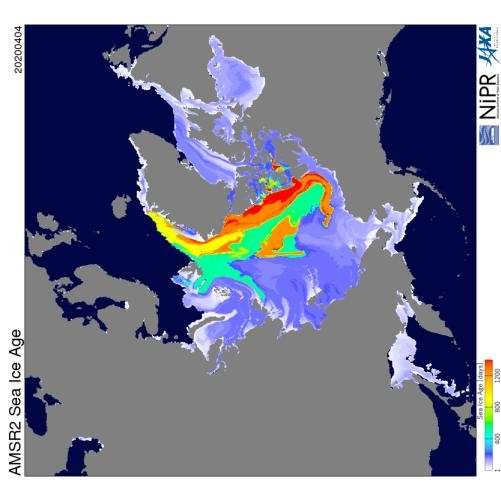 AMSR2 Sea Ice Age
20200404
NiPR
JAXA
Sea Ice Age [days]
1
400
800
1200